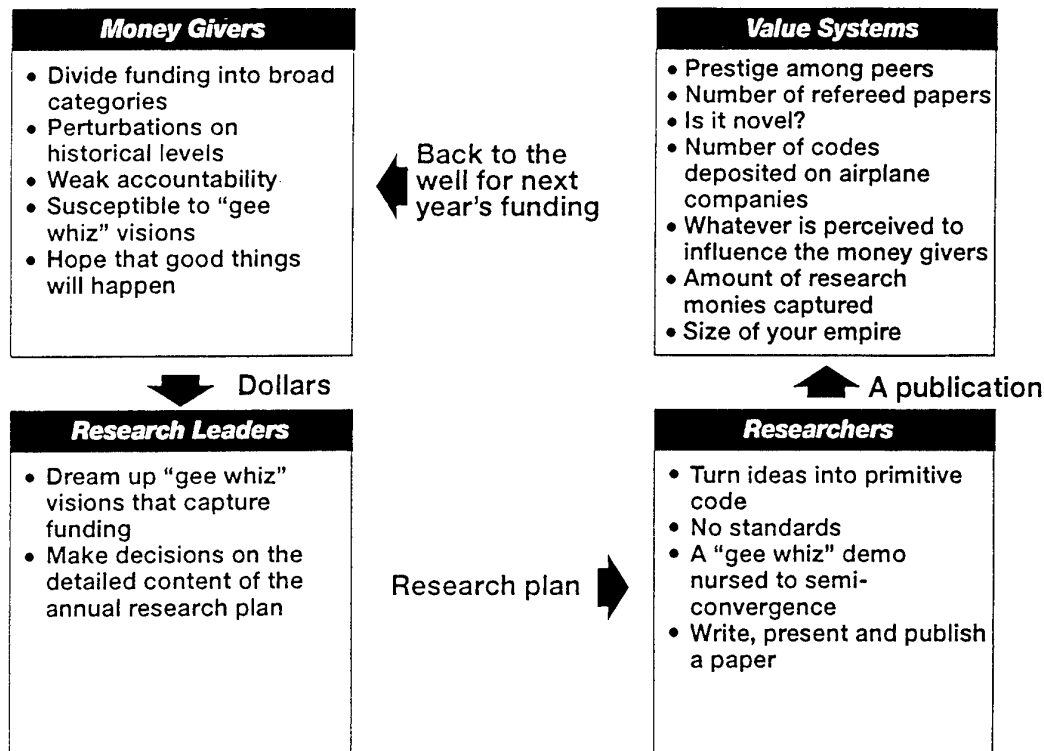 Money Givers
• Divide funding into broad
categories
• Perturbations on
historical levels
• Weak accountability
• Susceptible to “gee
whiz” visions
• Hope that good things
will happen
Back to the
well for next
year's funding
Value Systems
• Prestige among peers
• Number of refereed papers
• Is it novel?
• Number of codes
deposited on airplane
companies
• Whatever is perceived to
influence the money givers
• Amount of research
monies captured
• Size of your empire
Dollars
A publication
Research Leaders
• Dream up “gee whiz”
visions that capture
funding
• Make decisions on the
detailed content of the
annual research plan
Research plan
Researchers
• Turn ideas into primitive
code
• No standards
• A “gee whiz” demo
nursed to semi-
convergence
• Write, present and publish
a paper